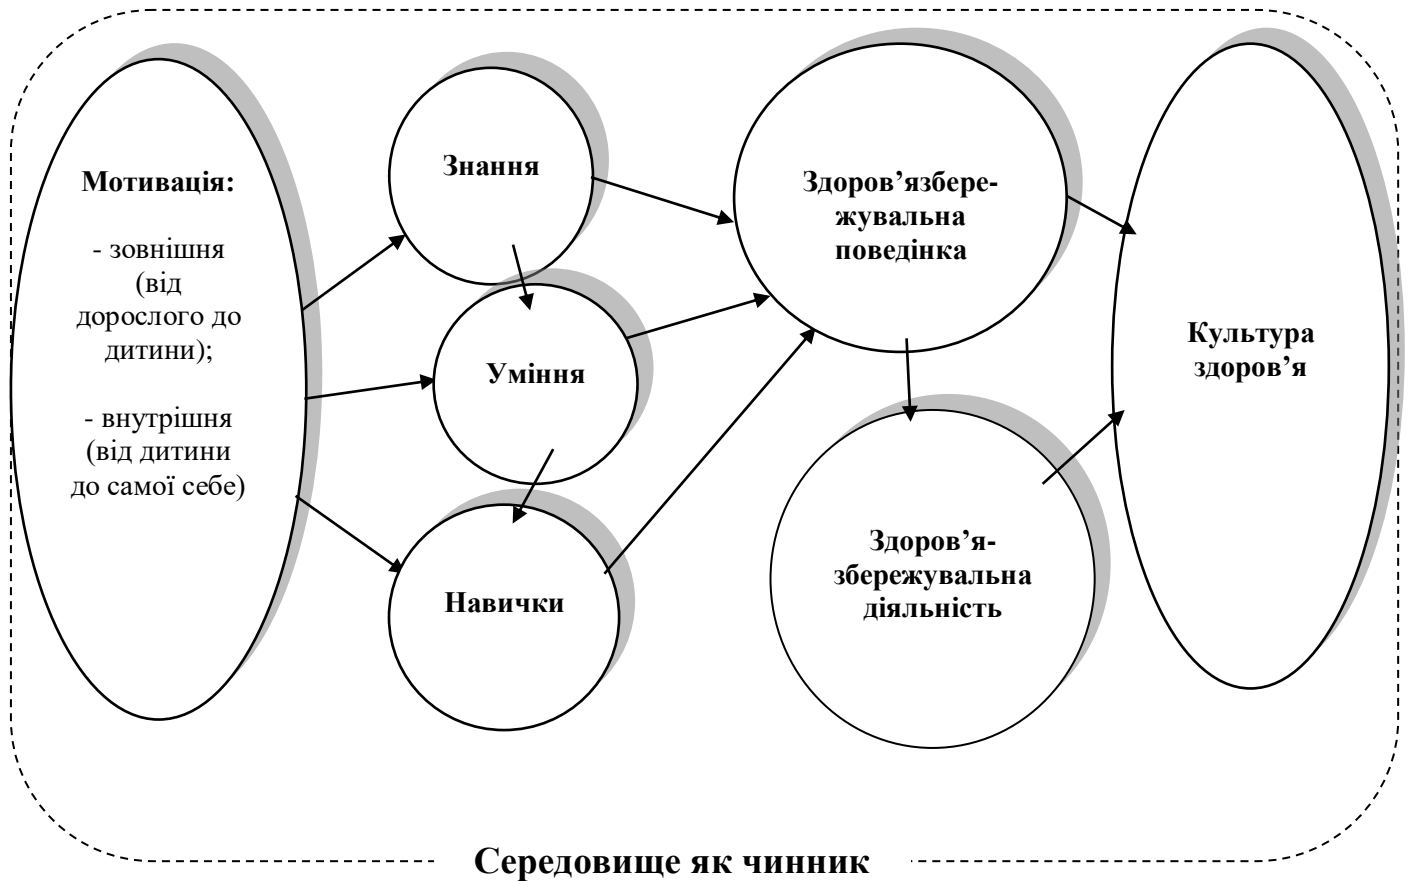 Мотивація:
- зовнішня
(від
дорослого до
дитини);
- внутрішня
(від дитини
до самої себе)
Знання
Уміння
Навички
Здоров’язбере-
жувальна
поведінка
Здоров’я-
збережувальна
діяльність
Культура
здоров’я
Середовище як чинник